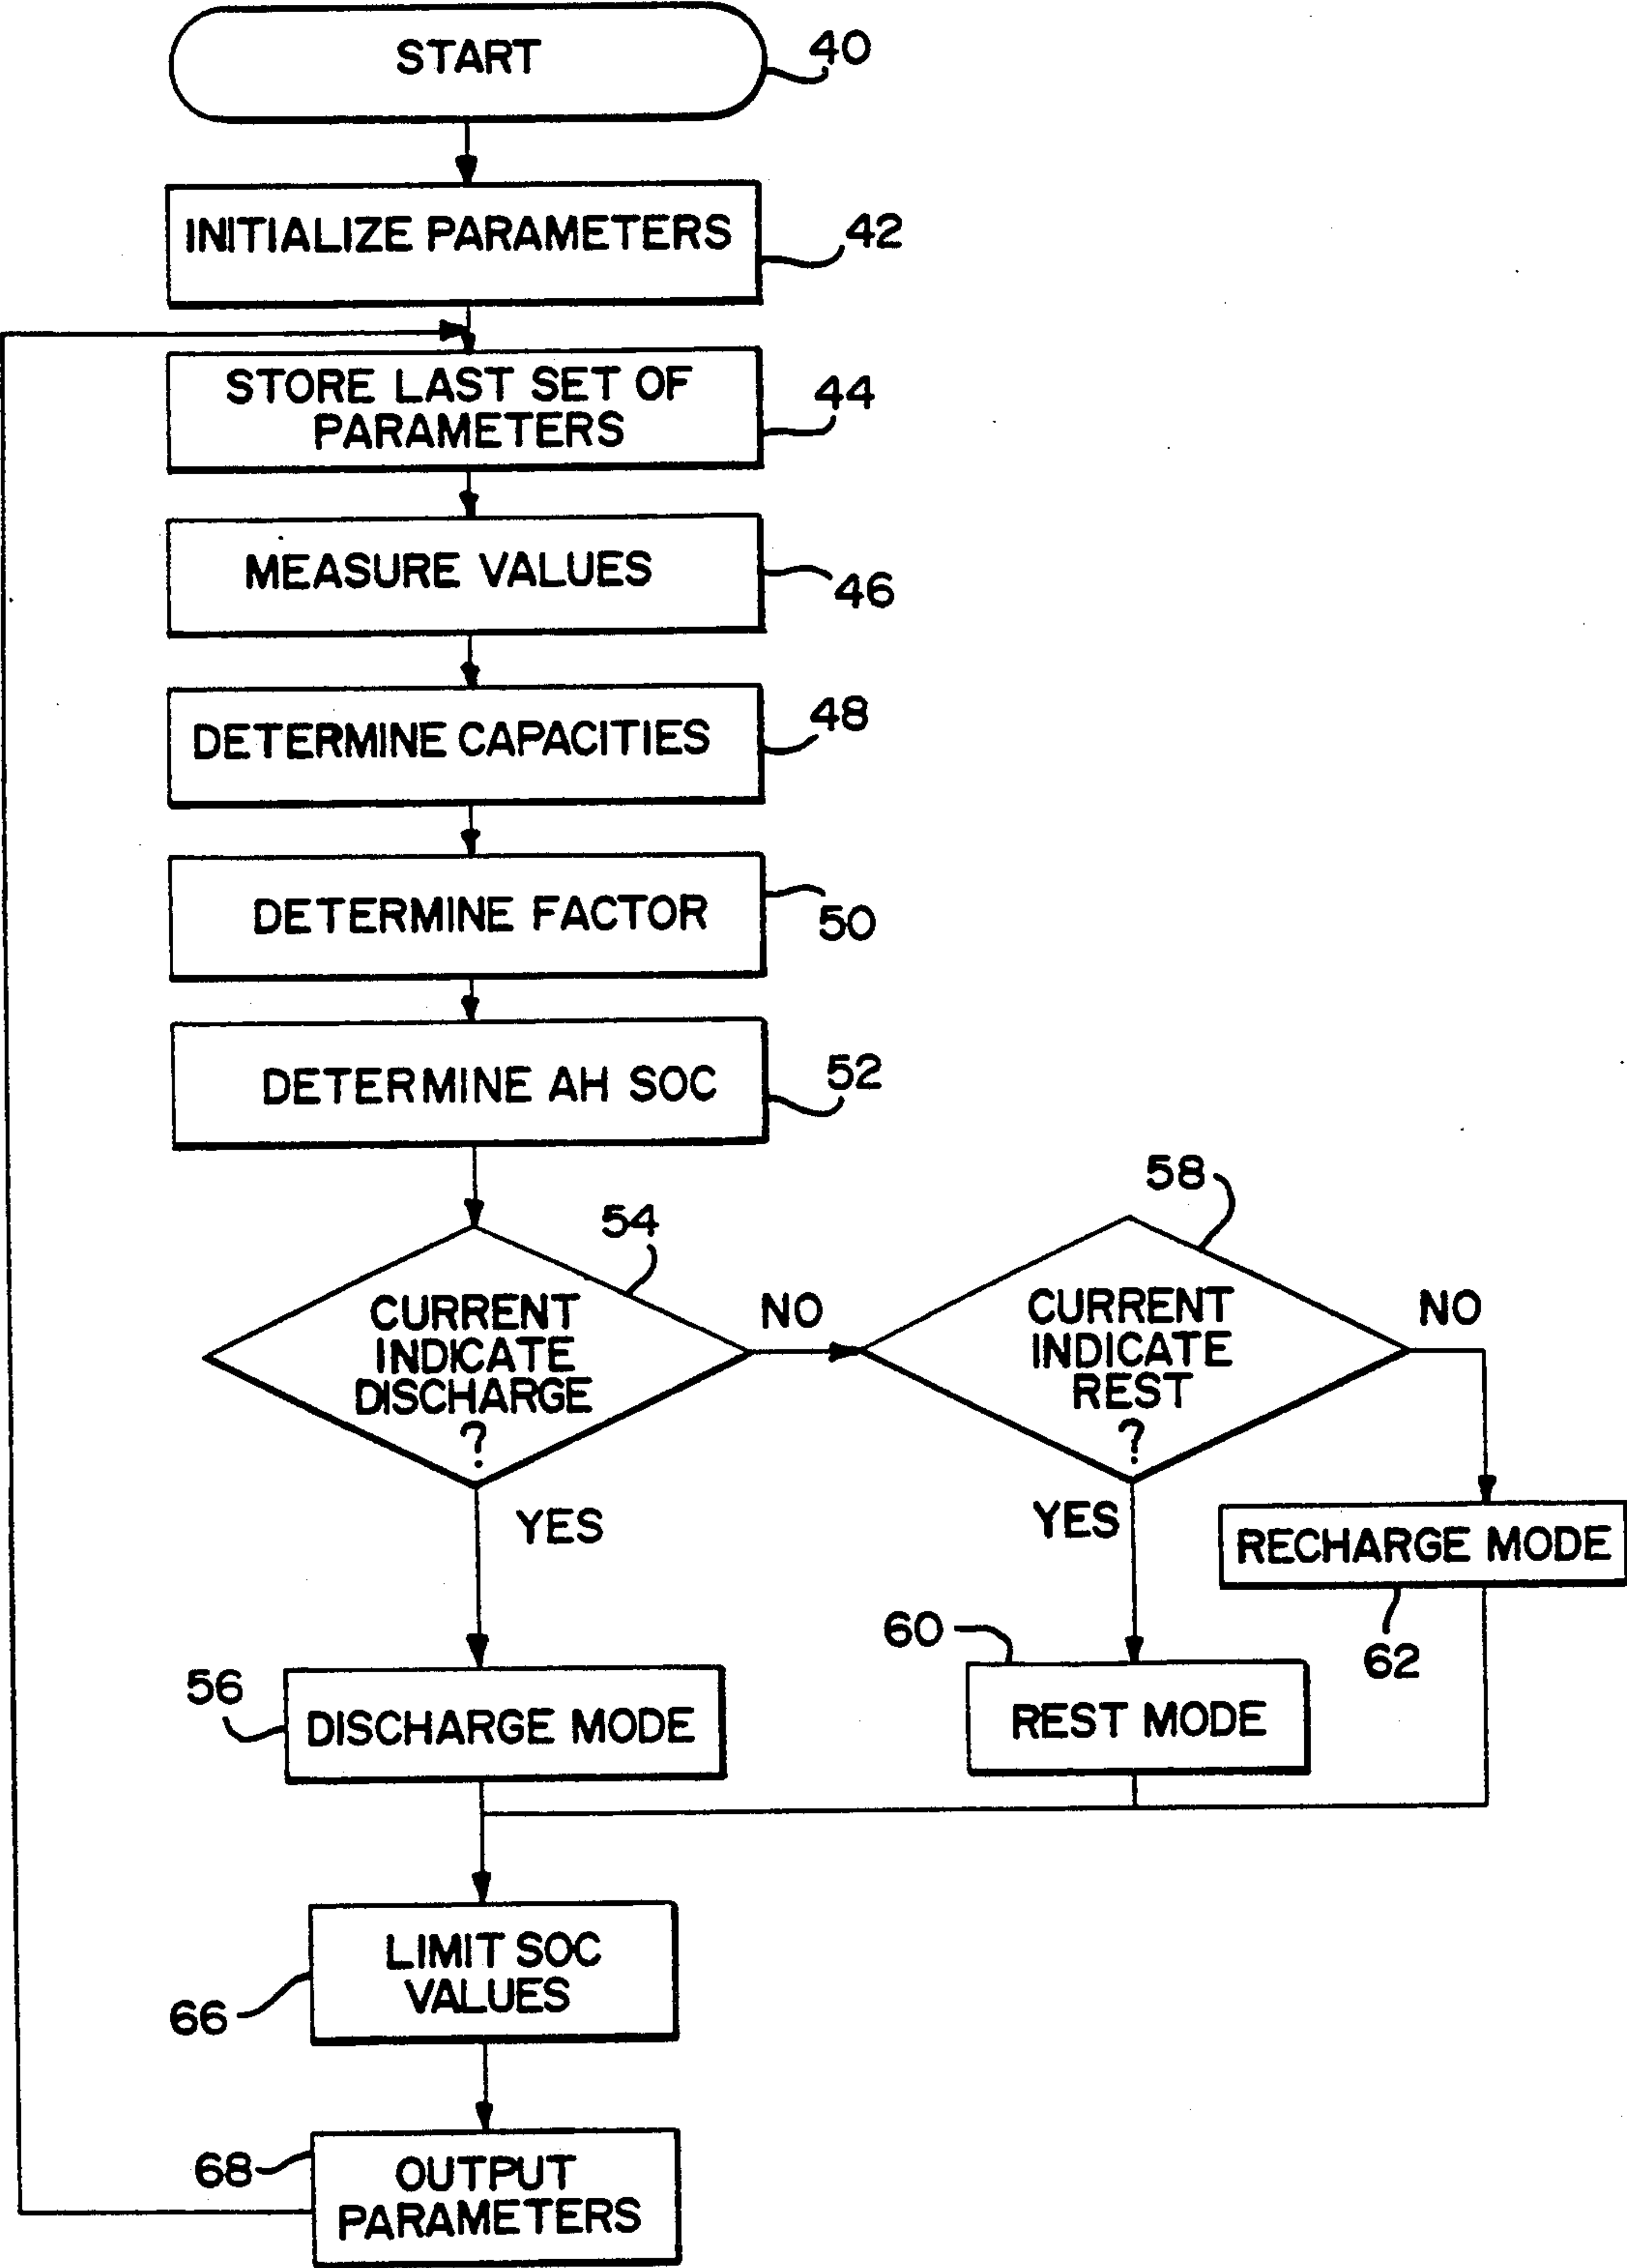 START
40
INITIALIZE PARAMETERS
42
STORE LAST SET OF
PARAMETERS
44
MEASURE VALUES
46
DETERMINE CAPACITIES
48
DETERMINE FACTOR
50
DETERMINE AH SOC
52
54
CURRENT
INDICATE
DISCHARGE
?
NO
YES
58
CURRENT
INDICATE
REST
?
NO
YES
RECHARGE MODE
62
60
REST MODE
56
DISCHARGE MODE
LIMIT SOC
VALUES
66
68
OUTPUT
PARAMETERS